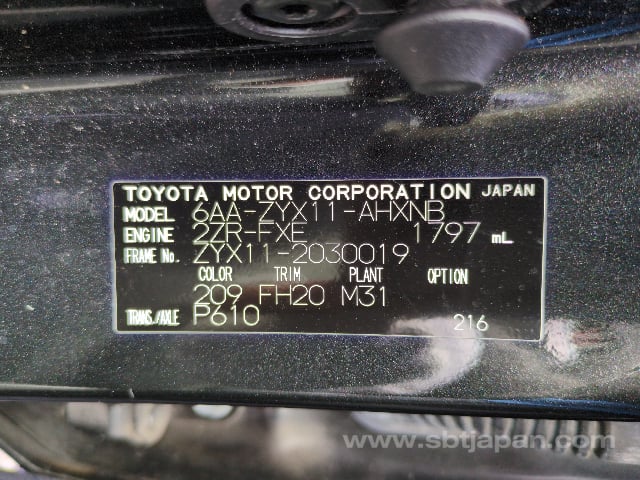 TOYOTA MOTOR CORPORATION JAPAN
MODEL 6AA-ZYX11-AHXNB
ENGINE 2ZR-FXE 1797 mL
FRAME No. ZYX11-2030019
COLOR TRIM PLANT OPTION
209 FH20 M31
TRANS./AXLE P610 216
www.sbtjapan.com